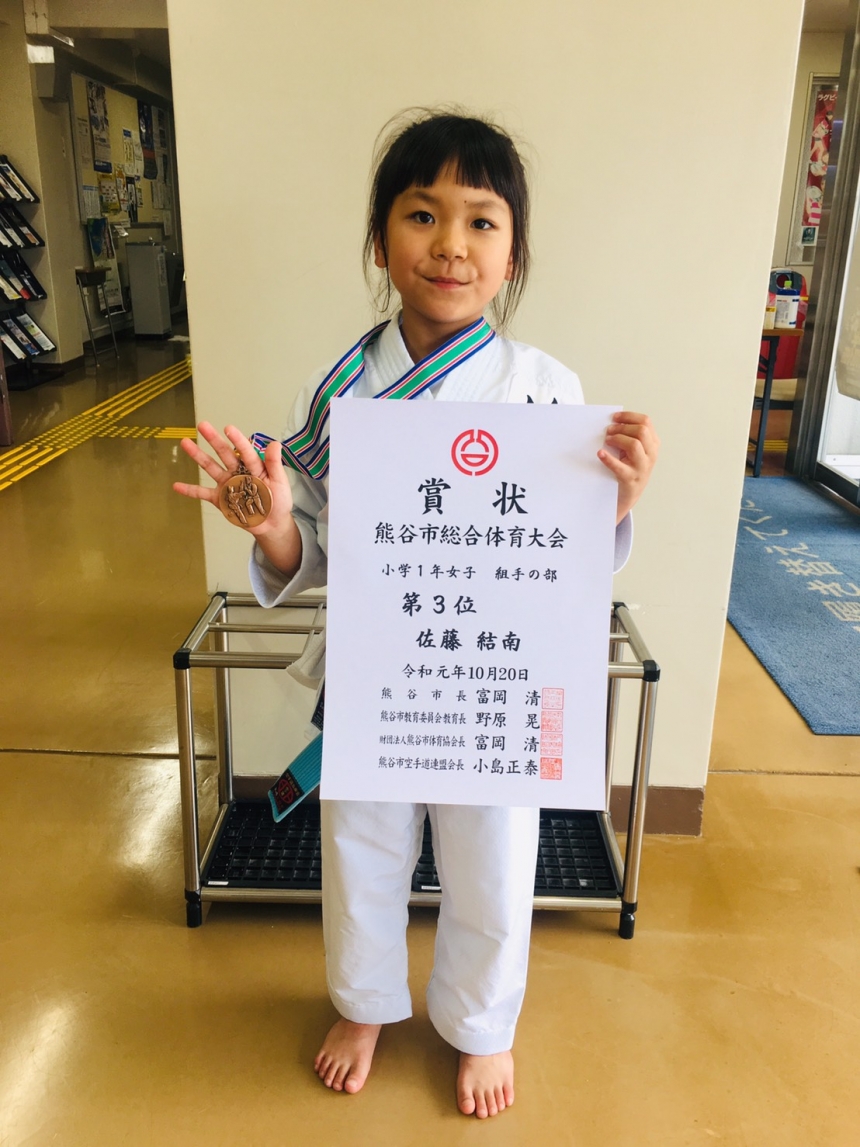 賞 状
熊谷市総合体育大会
小学1年女子 組手の部
第3位
佐藤 結南
令和元年10月20日
熊谷市長 富岡 清
熊谷市教育委員会教育長 野原 晃
財団法人熊谷市体育協会長 富岡 清
熊谷市空手道連盟会長 小島正泰